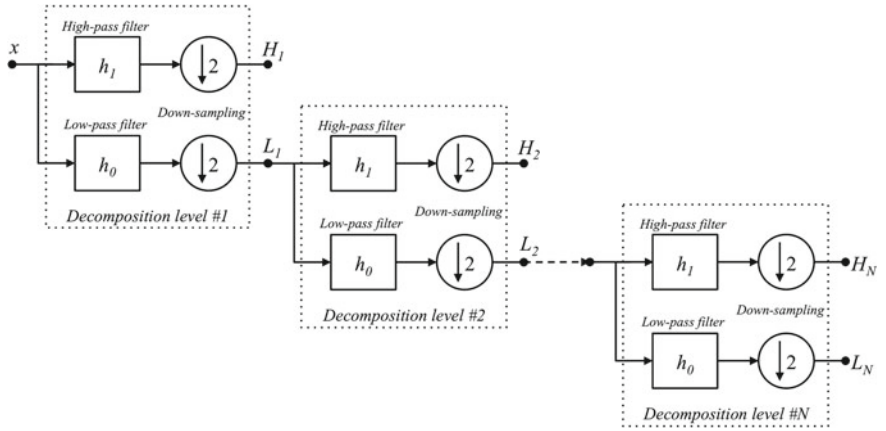 High-pass filter
x
h1
2
H1
Low-pass filter
Down-sampling
h0
2
L1
Decomposition level #1
High-pass filter
h1
2
H2
Low-pass filter
Down-sampling
h0
2
L2
Decomposition level #2
High-pass filter
h1
2
HN
Low-pass filter
Down-sampling
h0
2
LN
Decomposition level #N